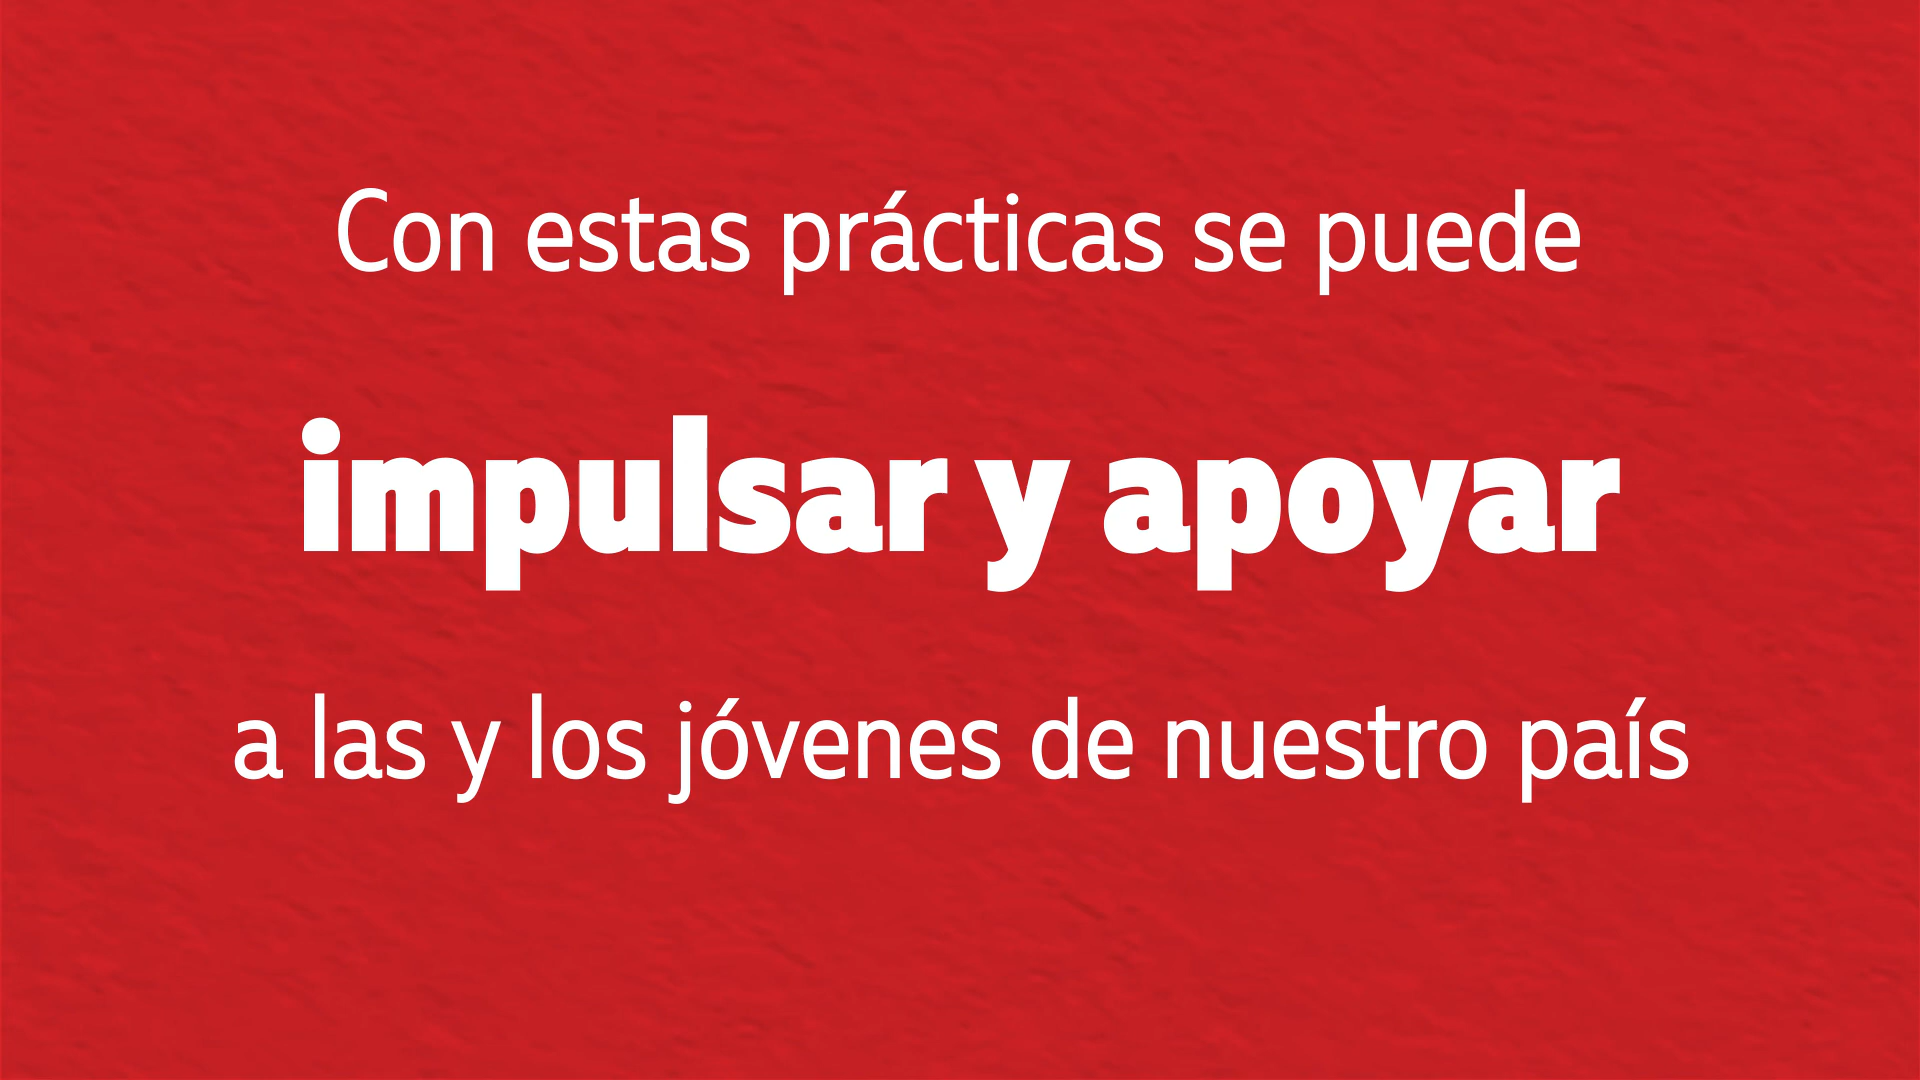 Con estas prácticas se puede
impulsar y apoyar
a las y los jóvenes de nuestro país